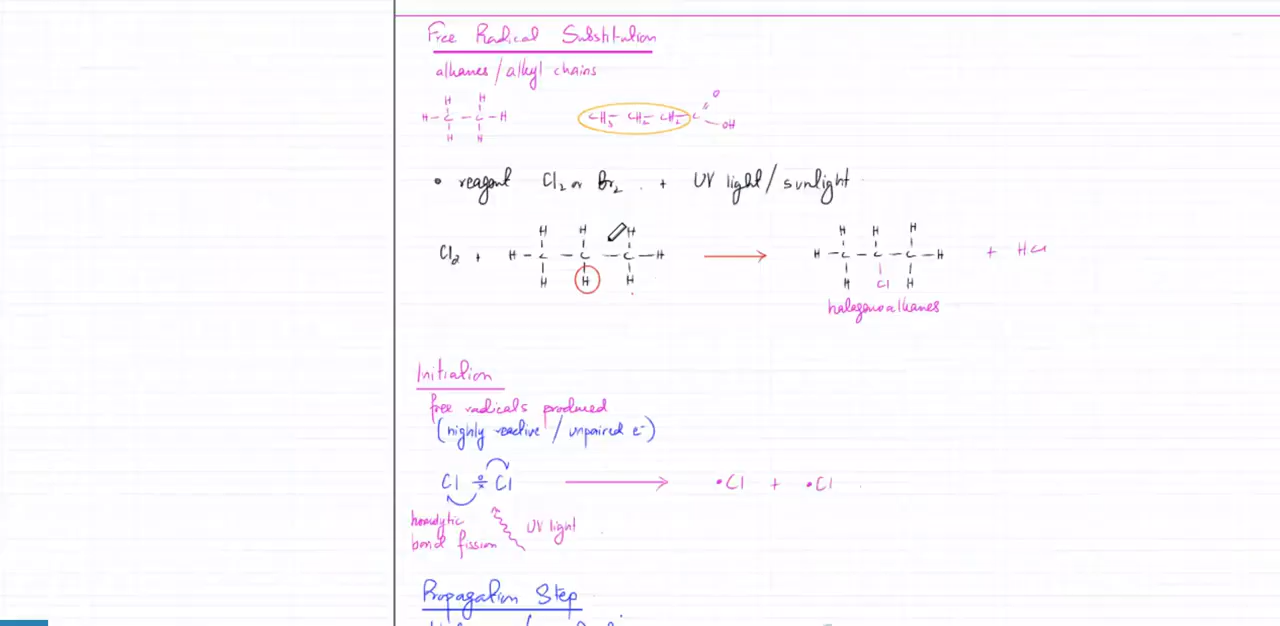 Free Radical Substitution
alkanes / alkyl chains
H H
H - C - C - H
H H
CH3 - CH2 - CH2 - C
O
OH
• reagent Cl2 or Br2 + UV light / sunlight
H H H
Cl2 + H - C - C - C - H
H H H
H H H
H - C - C - C - H + HCl
H Cl H
halogenoalkanes
Initiation
free radicals produced
(highly reactive / unpaired e-)
Cl Cl → •Cl + •Cl
homolytic
bond fission
UV light
Propagation Step